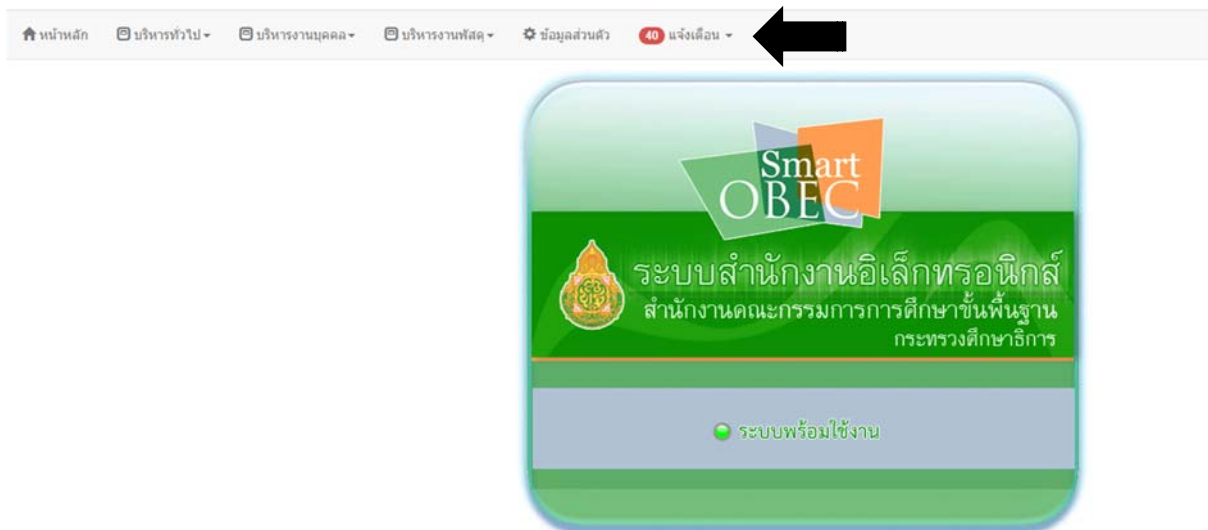 หน้าหลัก บริหารทั่วไป บริหารงานบุคคล บริหารงานพัสดุ ข้อมูลส่วนตัว 40 แจ้งเตือน
Smart
OBEC
ระบบสำนักงานอิเล็กทรอนิกส์
สำนักงานคณะกรรมการการศึกษาขั้นพื้นฐาน
กระทรวงศึกษาธิการ
ระบบพร้อมใช้งาน